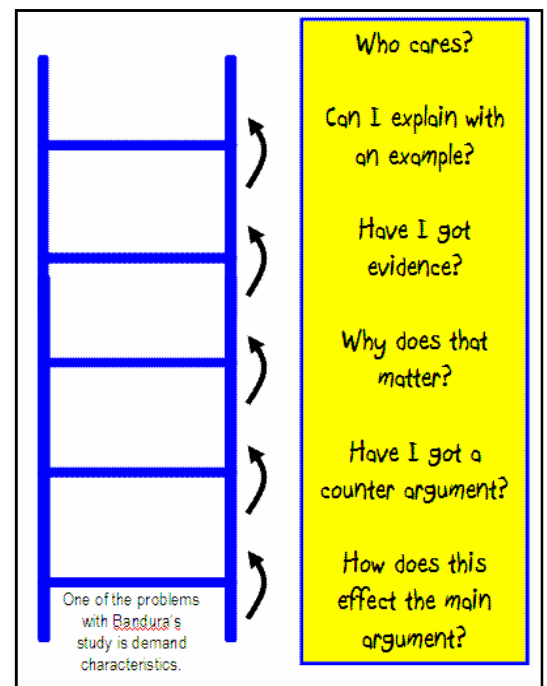 Who cares?
Can I explain with
an example?
Have I got
evidence?
Why does that
matter?
Have I got a
counter argument?
How does this
effect the main
argument?
One of the problems
with Bandura's
study is demand
characteristics.